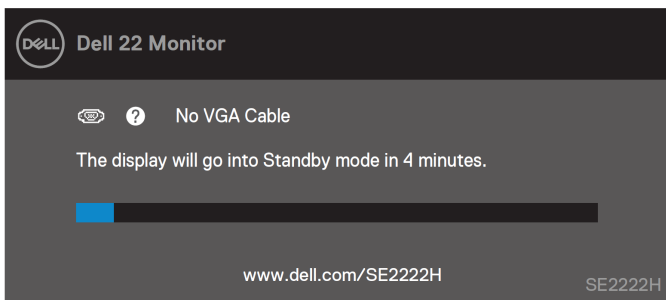 DELL Dell 22 Monitor
No VGA Cable
The display will go into Standby mode in 4 minutes.
www.dell.com/SE2222H
SE2222H